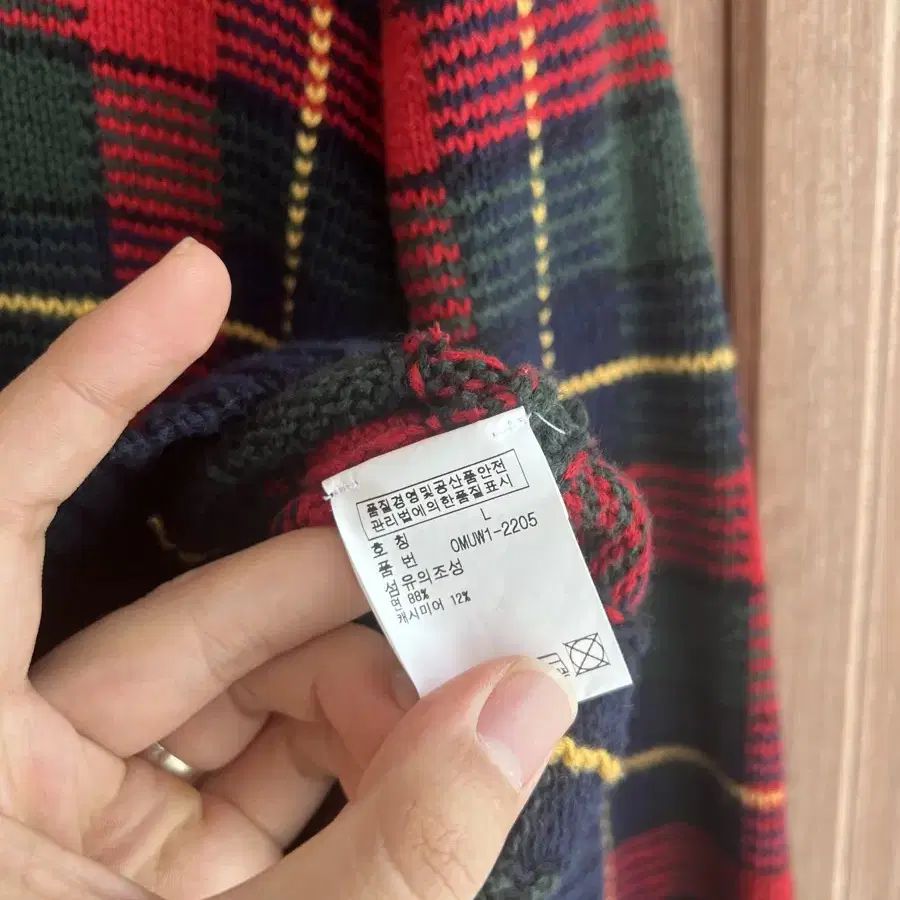 품질경영및공산품안전
관리법에의한품질표시
호 칭 L
품 번 OMUW1-2205
섬유의조성
면 88%
캐시미어 12%